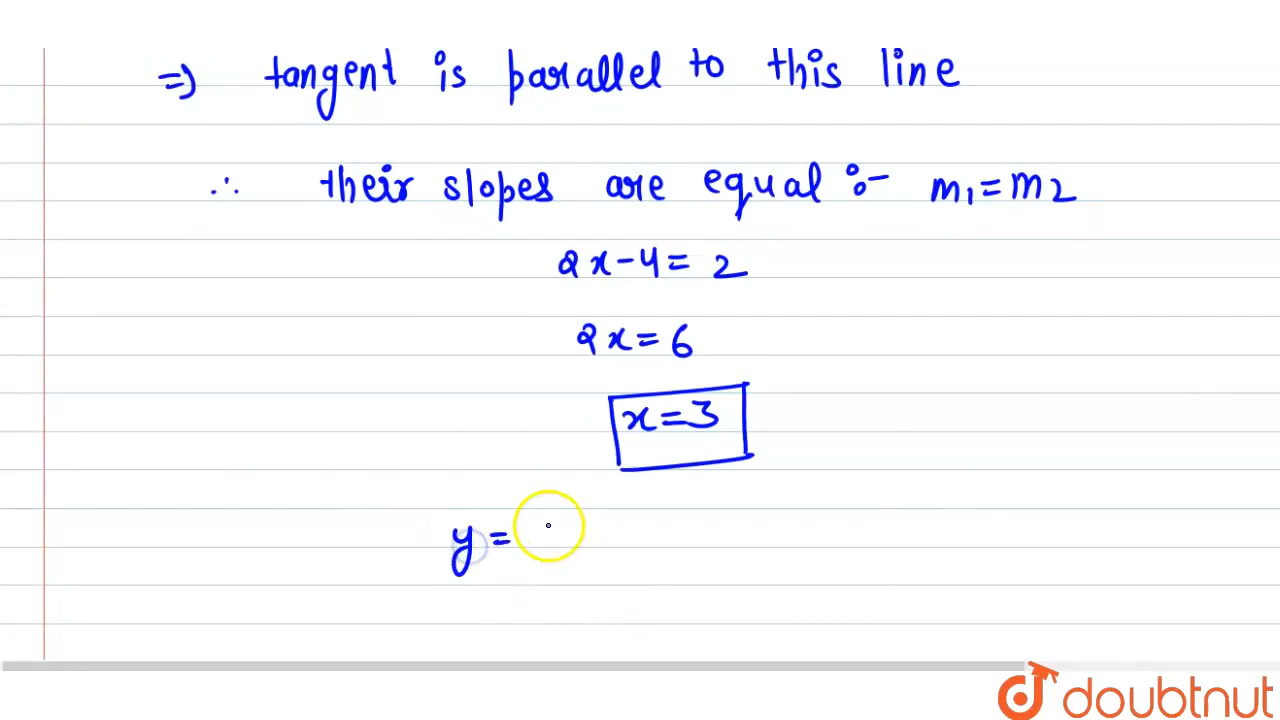 => tangent is parallel to this line
∴ their slopes are equal :- m₁=m2
2x-4= 2
2x=6
x=3
y=
doubtnut